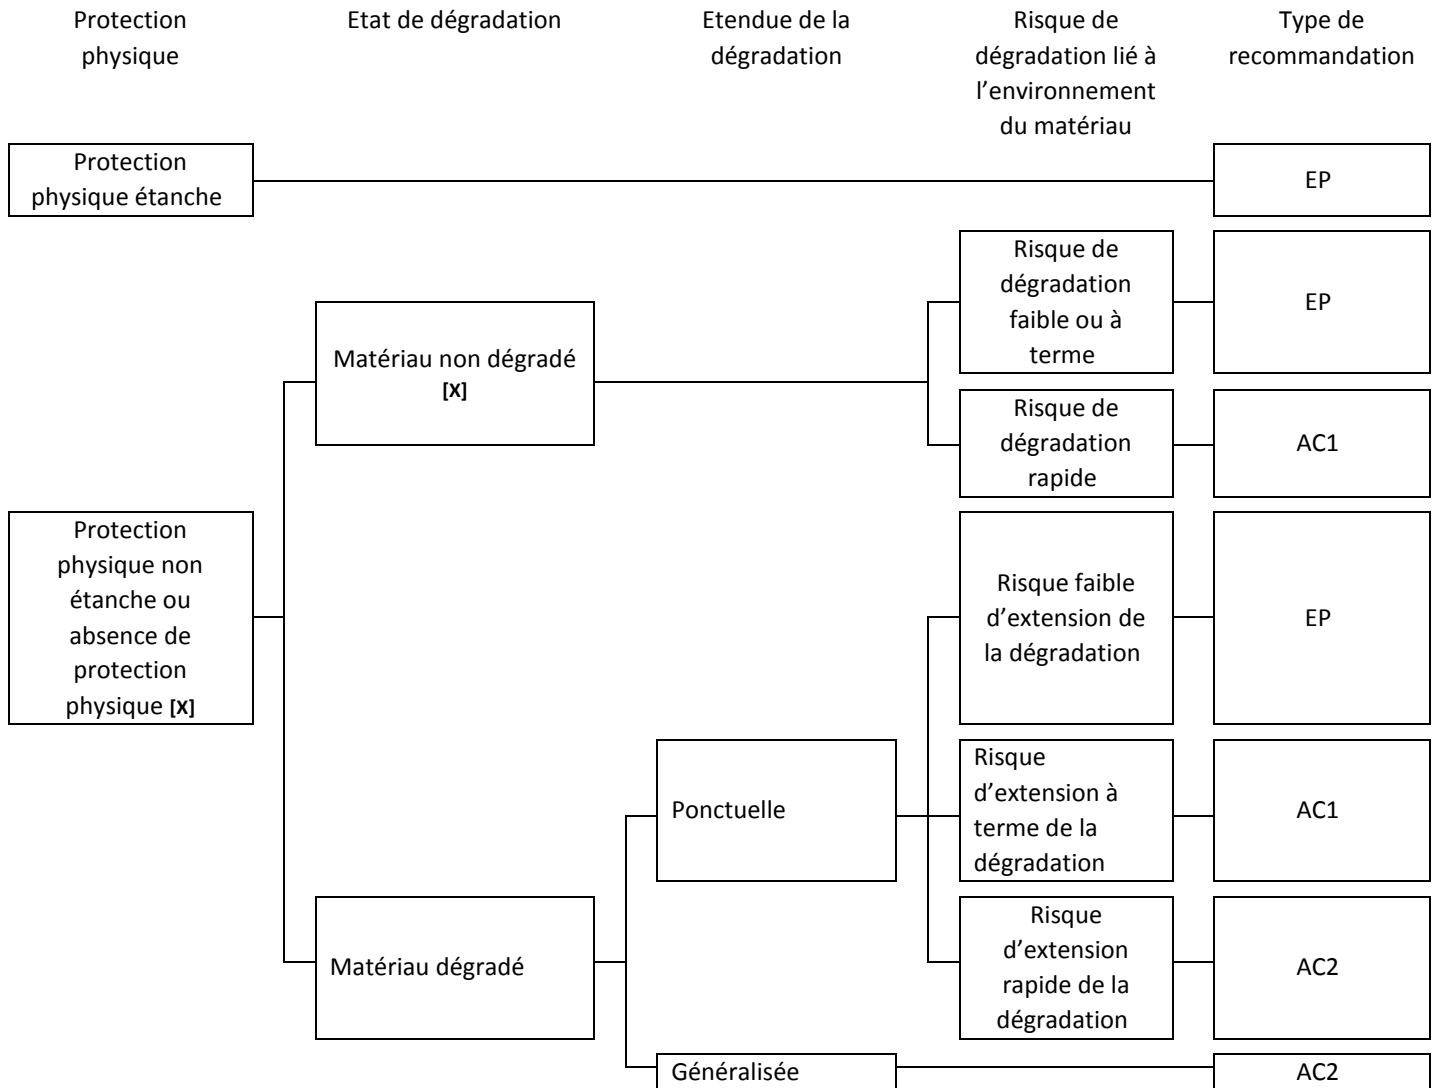 Protection
physique
Etat de dégradation
Etendue de la
dégradation
Risque de
dégradation lié à
l’environnement
du matériau
Type de
recommandation
Protection
physique étanche
EP
Risque de
dégradation
faible ou à
terme
EP
Matériau non dégradé
[X]
Risque de
dégradation
rapide
AC1
Protection
physique non
étanche ou
absence de
protection
physique [X]
Risque faible
d’extension de
la dégradation
EP
Ponctuelle
Risque
d’extension à
terme de la
dégradation
AC1
Matériau dégradé
Risque
d’extension
rapide de la
dégradation
AC2
Généralisée
AC2